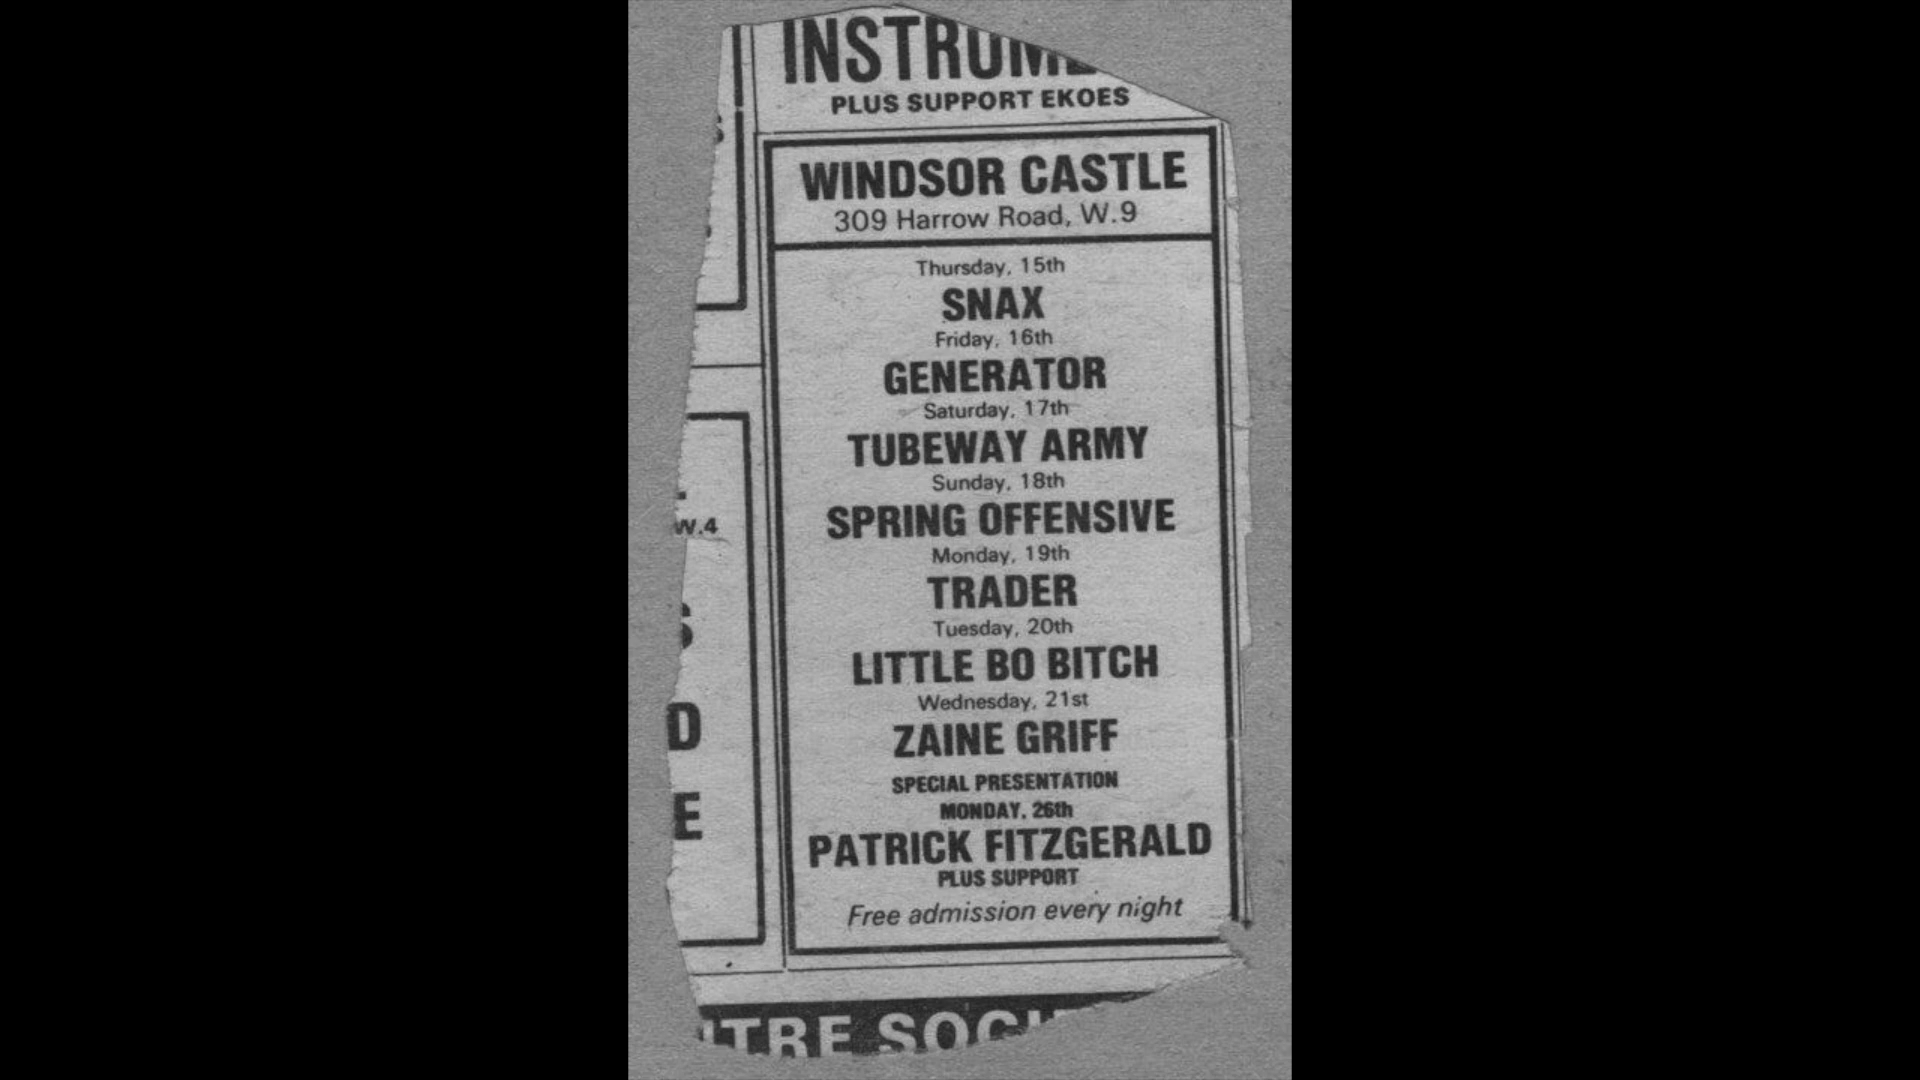 PLUS SUPPORT EKOES
WINDSOR CASTLE
309 Harrow Road, W.9
Thursday, 15th
SNAX
Friday, 16th
GENERATOR
Saturday, 17th
TUBEWAY ARMY
Sunday, 18th
SPRING OFFENSIVE
Monday, 19th
TRADER
Tuesday, 20th
LITTLE BO BITCH
Wednesday, 21st
ZAINE GRIFF
SPECIAL PRESENTATION
MONDAY, 26th
PATRICK FITZGERALD
PLUS SUPPORT
Free admission every night
W.4
D
E